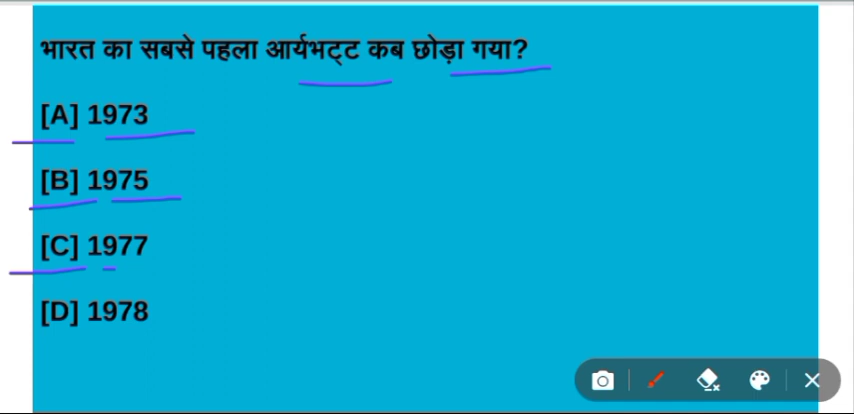 भारत का सबसे पहला आर्यभट्ट कब छोड़ा गया?
[A] 1973
[B] 1975
[C] 1977
[D] 1978